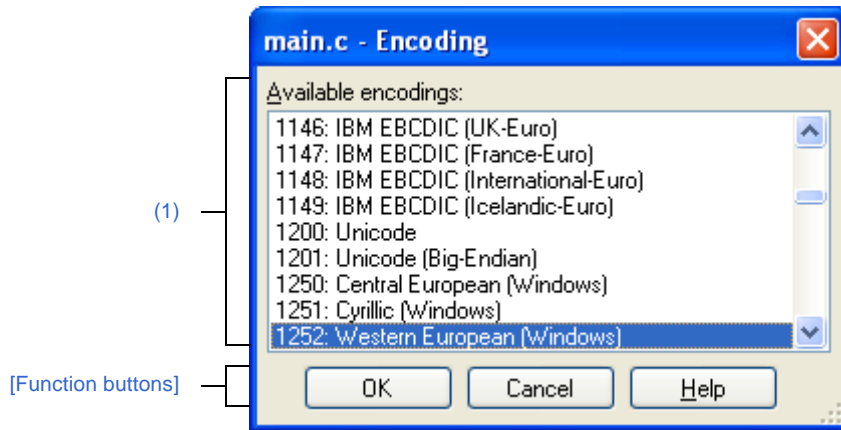 main.c - Encoding
Available encodings:
1146: IBM EBCDIC (UK-Euro)
1147: IBM EBCDIC (France-Euro)
1148: IBM EBCDIC (International-Euro)
1149: IBM EBCDIC (Icelandic-Euro)
(1)
1200: Unicode
1201: Unicode (Big-Endian)
1250: Central European (Windows)
1251: Cyrillic (Windows)
1252: Western European (Windows)
[Function buttons]
OK Cancel Help